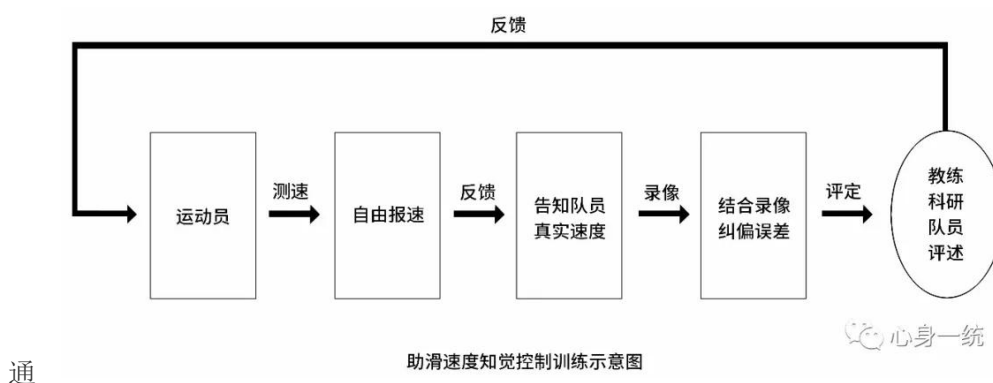 反馈
测速
反馈
录像
评定
运动员
自由报速
告知队员
真实速度
结合录像
纠偏误差
教练
科研
队员
评述
心身一统
助滑速度知觉控制训练示意图
通